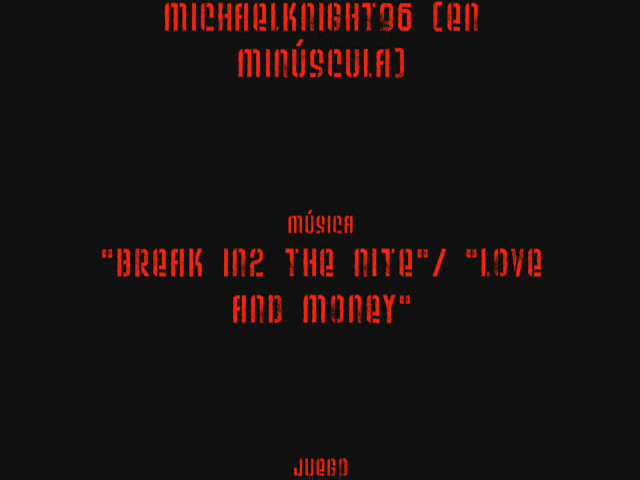 MICHAELKNIGHT96 (EN
MINÚSCULA)
MÚSICA
"BREAK IN2 THE NITE"/ "LOVE
AND MONEY"
JUEGO